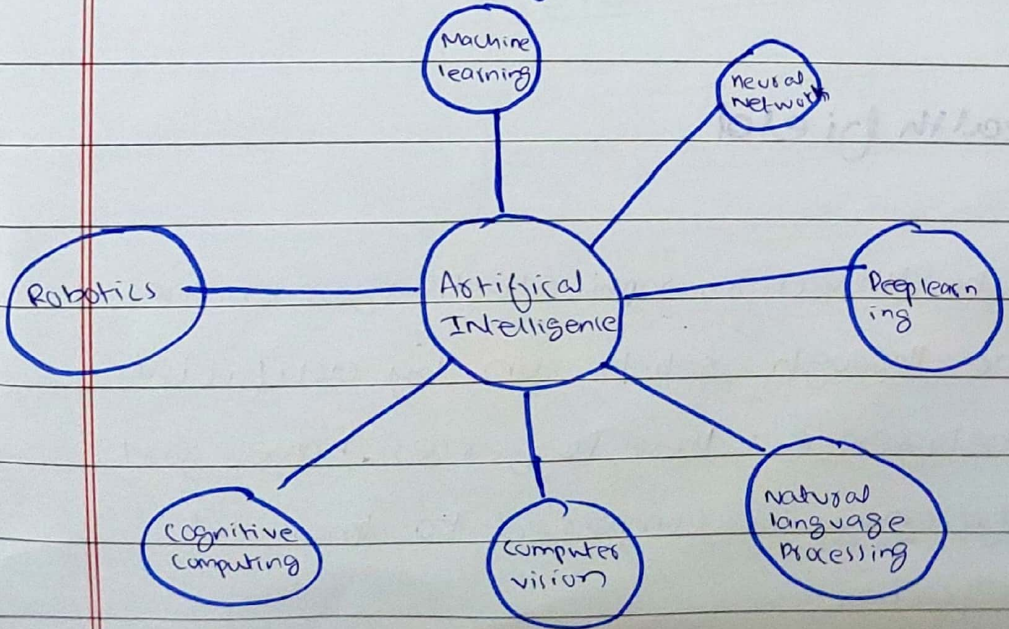 Machine
learning
neural
network
Robotics
Artifical
Intelligence
Deeplearn
ing
Cognitive
Computing
Computer
vision
Natural
language
Processing